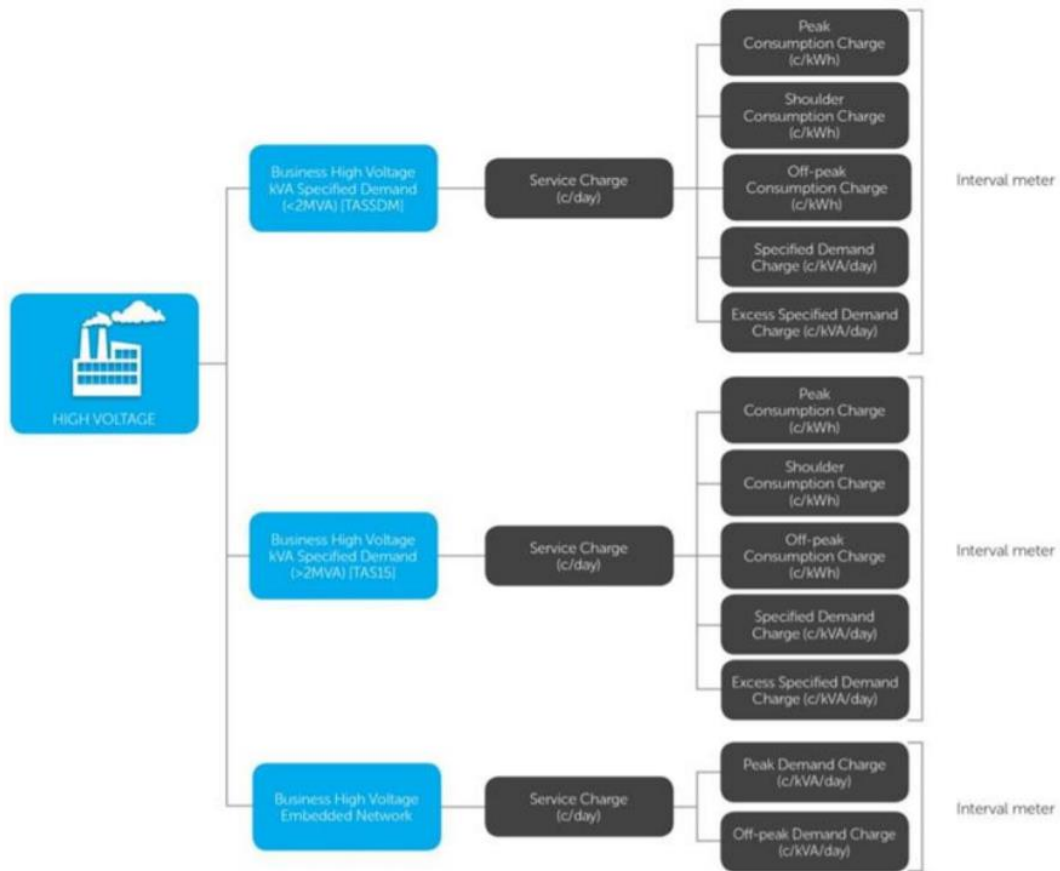 HIGH VOLTAGE
Business High Voltage
kVA Specified Demand
(<2MVA) [TASSDM]
Service Charge
(c/day)
Peak
Consumption Charge
(c/kWh)
Shoulder
Consumption Charge
(c/kWh)
Off-peak
Consumption Charge
(c/kWh)
Specified Demand
Charge (c/kVA/day)
Excess Specified Demand
Charge (c/kVA/day)
Interval meter
Business High Voltage
kVA Specified Demand
(>2MVA) [TAS15]
Service Charge
(c/day)
Peak
Consumption Charge
(c/kWh)
Shoulder
Consumption Charge
(c/kWh)
Off-peak
Consumption Charge
(c/kWh)
Specified Demand
Charge (c/kVA/day)
Excess Specified Demand
Charge (c/kVA/day)
Interval meter
Business High Voltage
Embedded Network
Service Charge
(c/day)
Peak Demand Charge
(c/kVA/day)
Off-peak Demand Charge
(c/kVA/day)
Interval meter